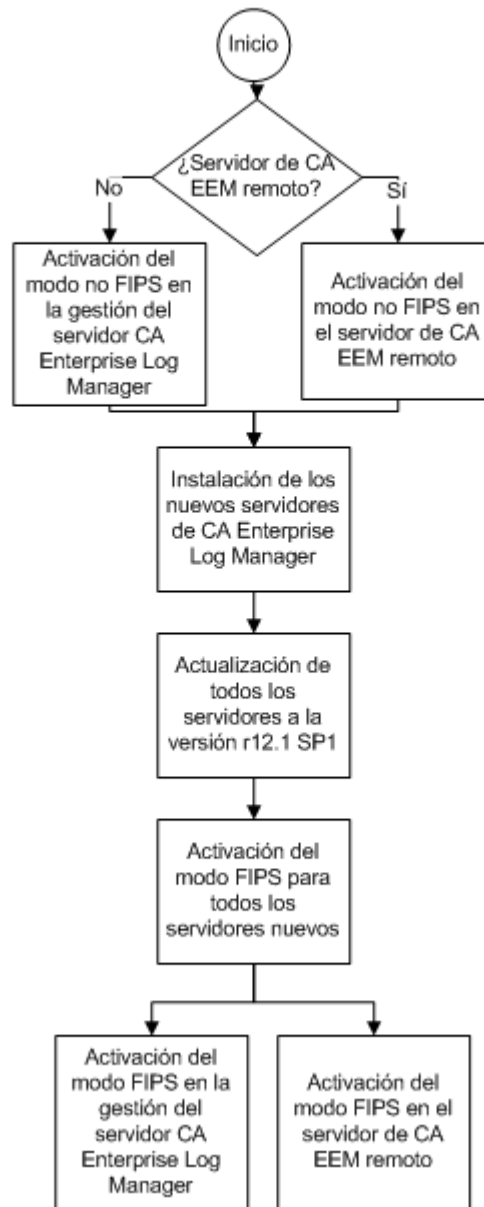 Inicio
¿Servidor de CA
EEM remoto?
No
Sí
Activación del
modo no FIPS en
la gestión del
servidor CA
Enterprise Log
Manager
Activación del
modo no FIPS en
el servidor de CA
EEM remoto
Instalación de los
nuevos servidores
de CA Enterprise
Log Manager
Actualización de
todos los
servidores a la
versión r12.1 SP1
Activación del
modo FIPS para
todos los
servidores nuevos
Activación del
modo FIPS en la
gestión del
servidor CA
Enterprise Log
Manager
Activación del
modo FIPS en el
servidor de CA
EEM remoto